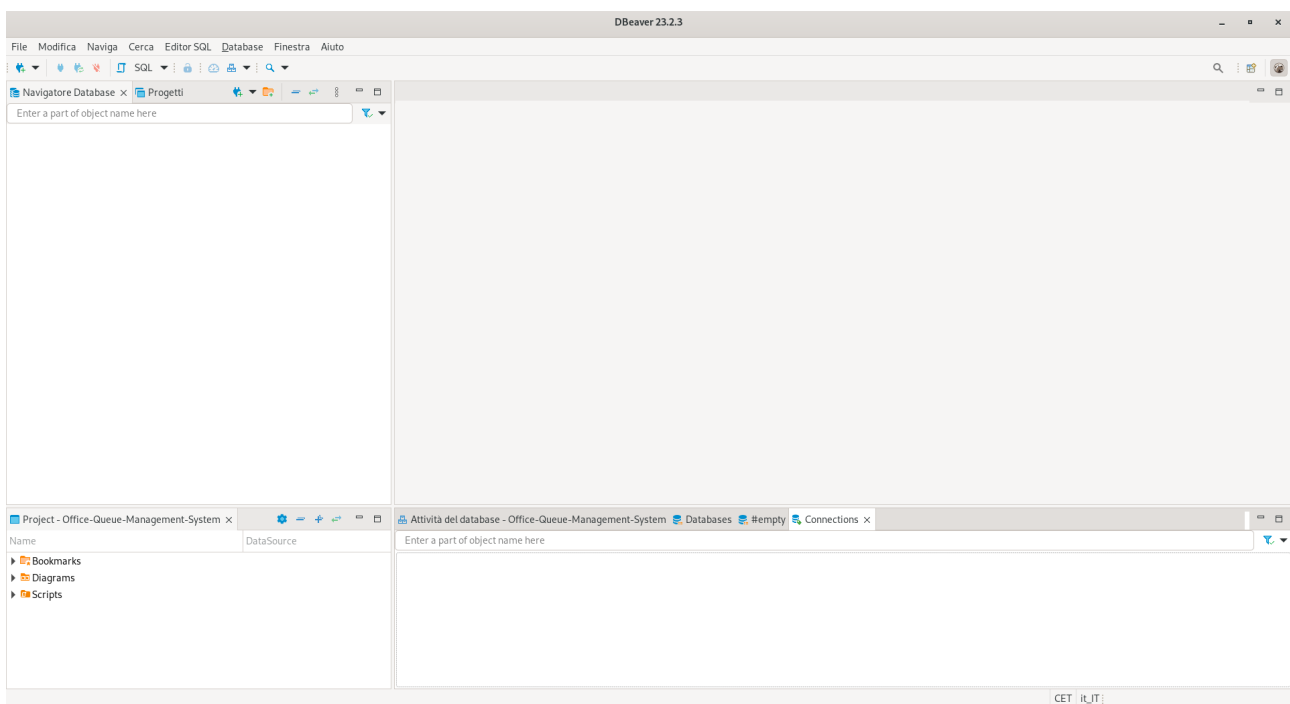 DBeaver 23.2.3
File Modifica Naviga Cerca Editor SQL Database Finestra Aiuto
SQL
Navigatore Database Progetti
Enter a part of object name here
Project - Office-Queue-Management-System
Name DataSource
Bookmarks
Diagrams
Scripts
Attività del database - Office-Queue-Management-System Databases #empty Connections
Enter a part of object name here
CET it_IT